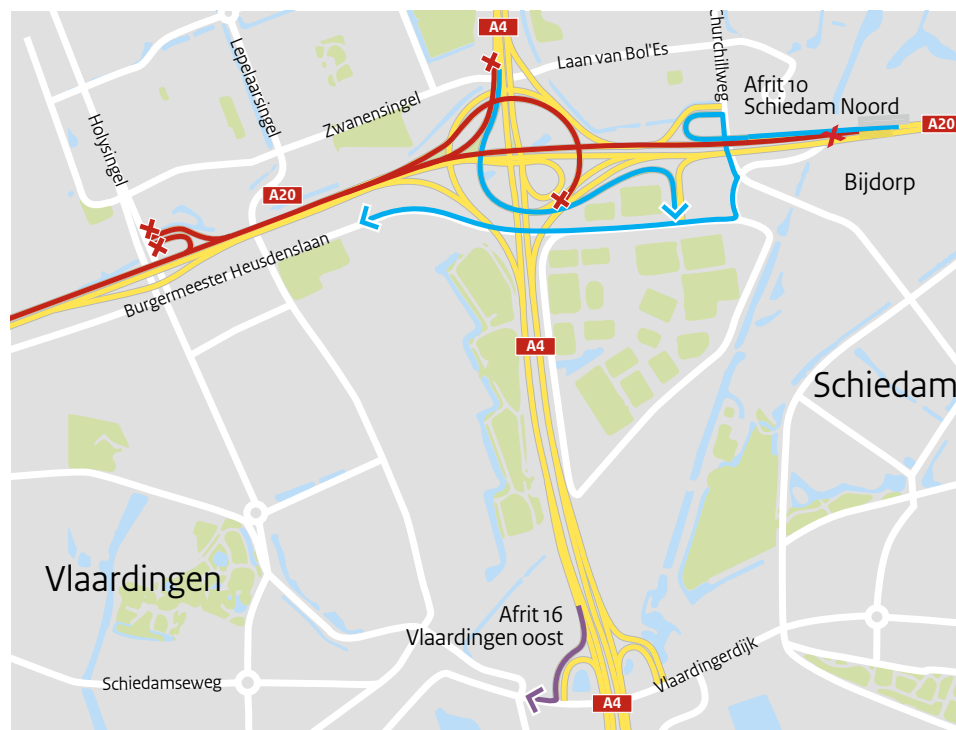 A4
Laan van Bol'Es
Churchillweg
Lepelaarsingel
Afrit 10
Schiedam Noord
Zwanensingel
Holysingel
A20
A20
Bijdorp
Burgermeester Heusdenslaan
A4
Schiedam
Vlaardingen
Afrit 16
Vlaardingen oost
Vlaardingerdijk
Schiedamseweg
A4